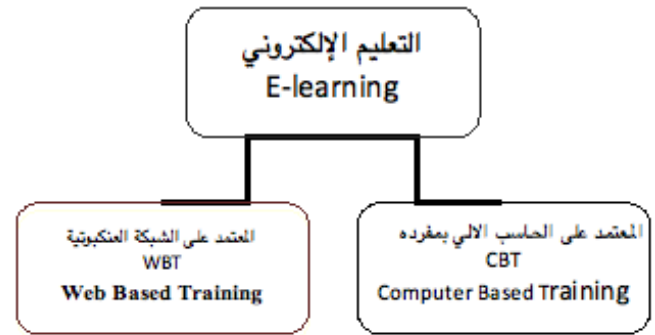 التعليم الإلكتروني
E-learning
المعتمد على الحاسب الالي بمفرده
CBT
Computer Based Training
المعتمد على الشبكة العنكبوتية
WBT
Web Based Training